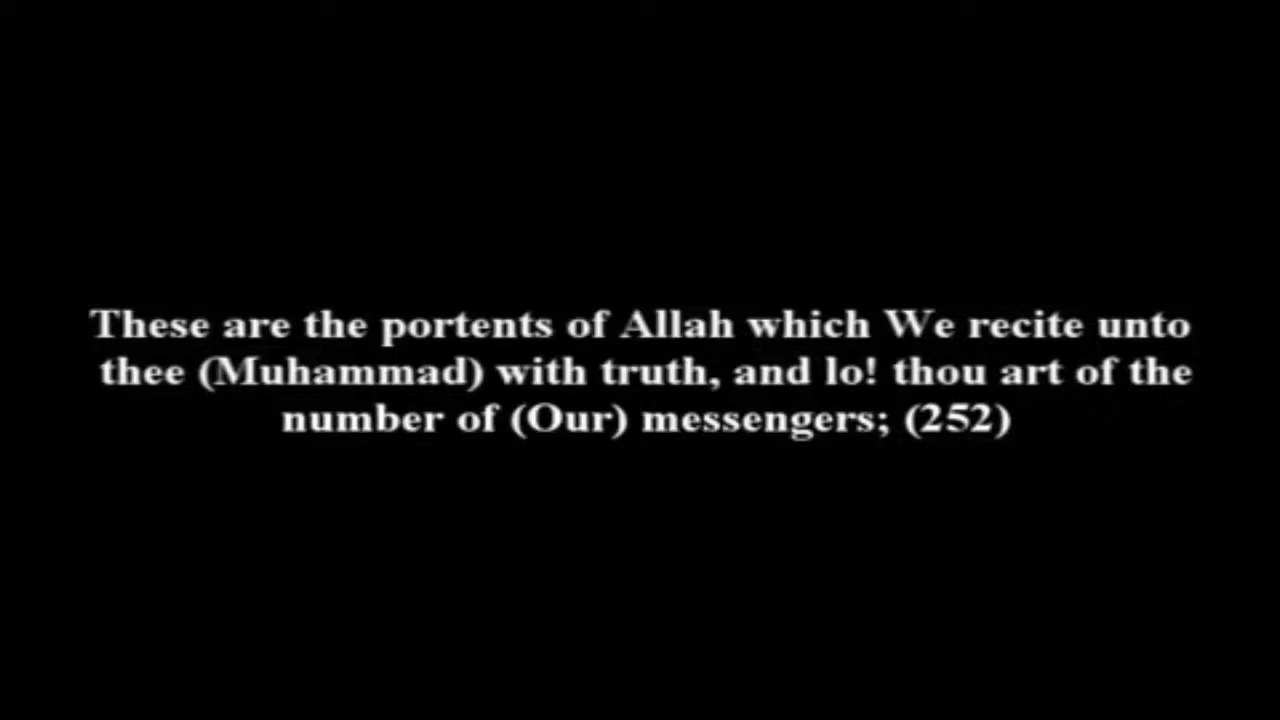 These are the portents of Allah which We recite unto
thee (Muhammad) with truth, and lo! thou art of the
number of (Our) messengers; (252)